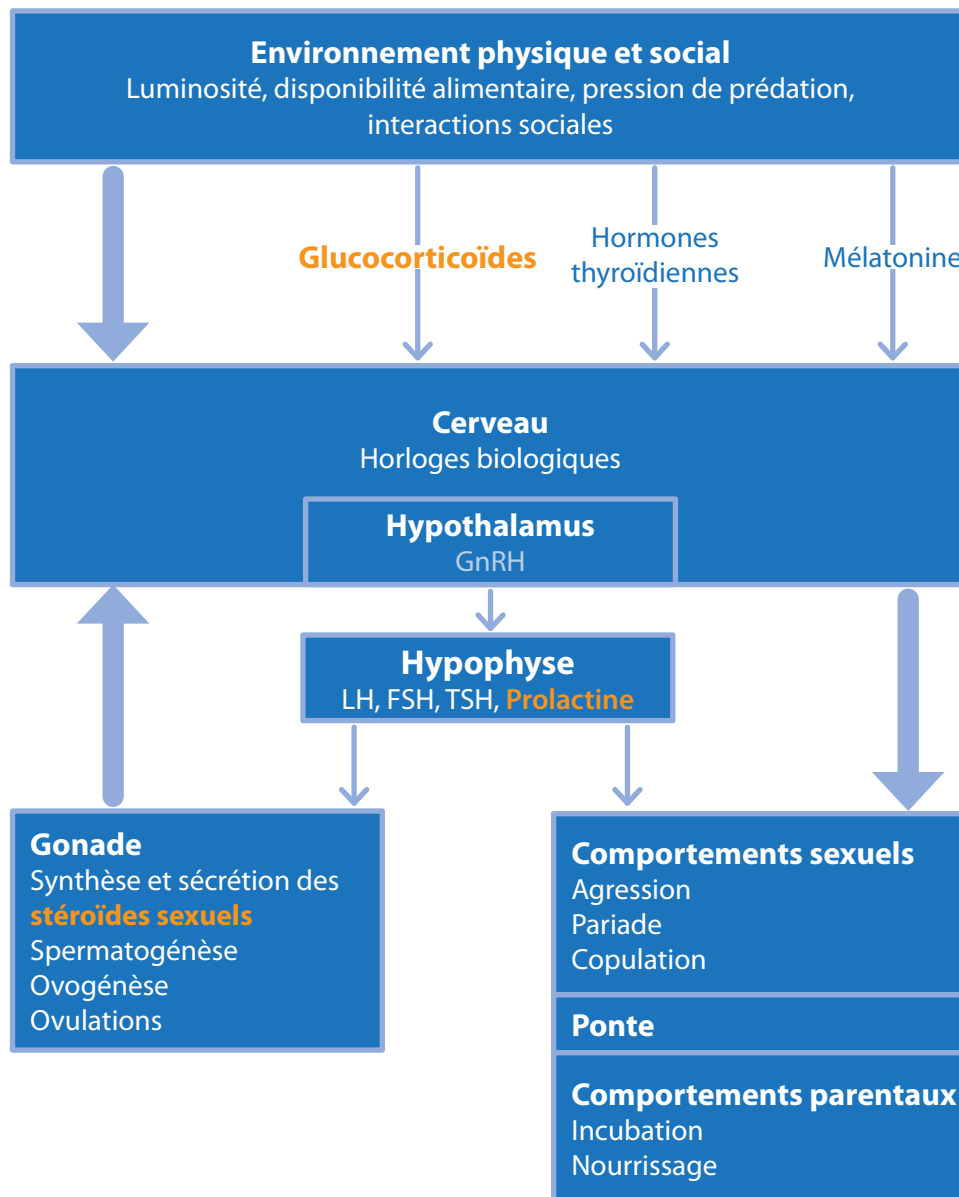 Environnement physique et social
Luminosité, disponibilité alimentaire, pression de prédation,
interactions sociales
Glucocorticoïdes
Hormones
thyroïdiennes
Mélatonine
Cerveau
Horloges biologiques
Hypothalamus
GnRH
Hypophyse
LH, FSH, TSH, Prolactine
Gonade
Synthèse et sécrétion des
stéroïdes sexuels
Spermatogénèse
Ovogénèse
Ovulations
Comportements sexuels
Agression
Pariade
Copulation
Ponte
Comportements parentaux
Incubation
Nourrissage